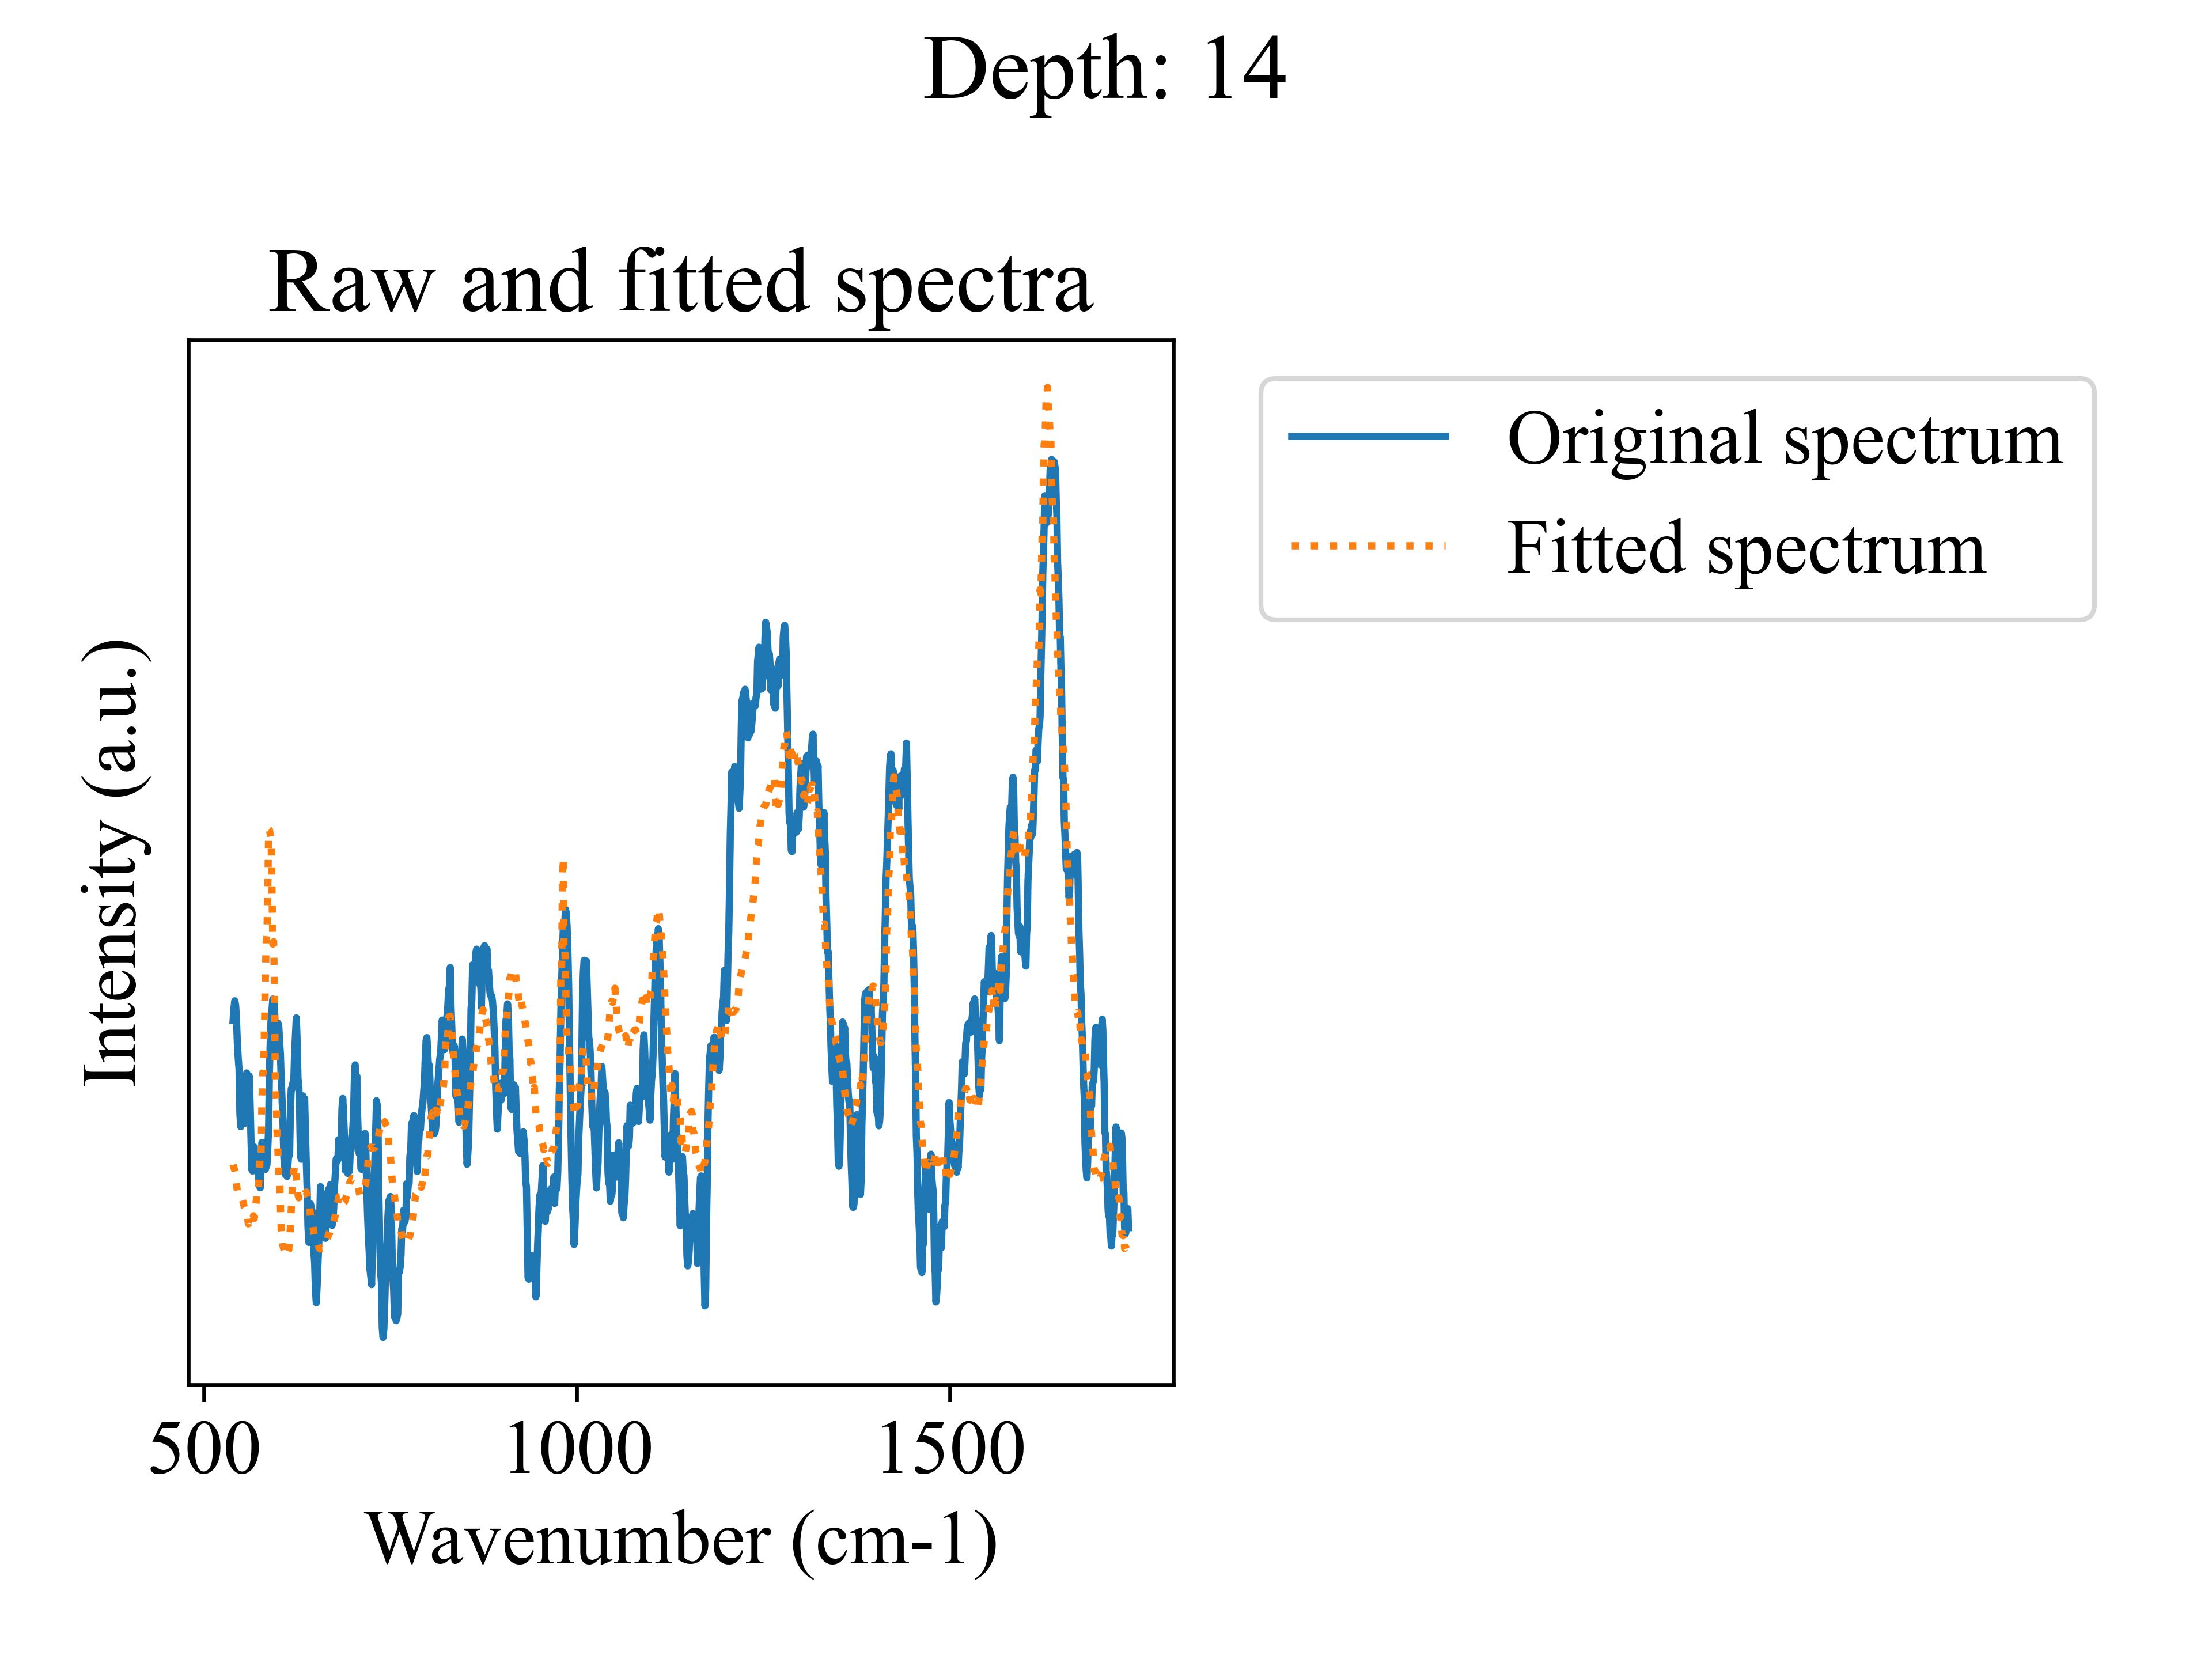 Depth: 14
Raw and fitted spectra
Original spectrum
Fitted spectrum
Intensity (a.u.)
500 1000 1500
Wavenumber (cm-1)